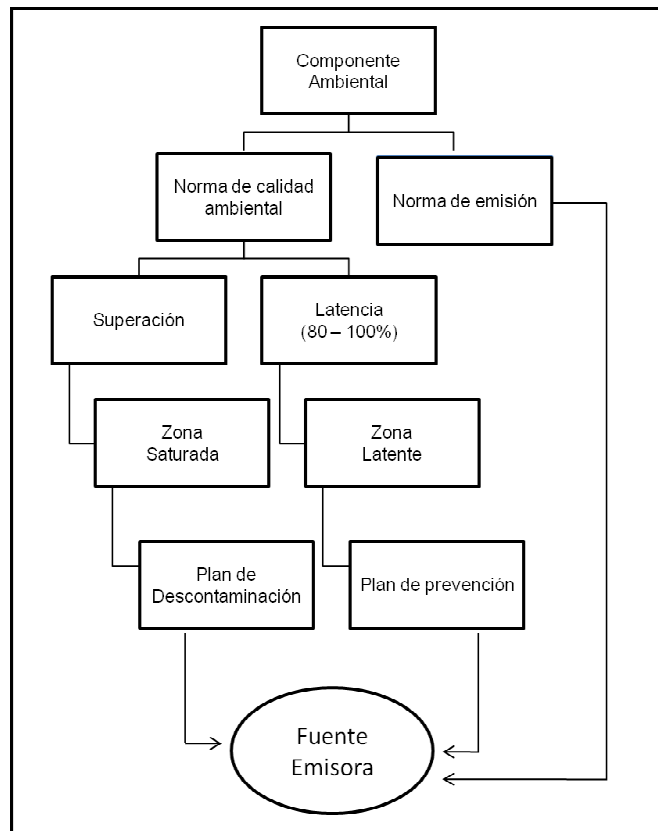 Componente
Ambiental
Norma de calidad
ambiental
Norma de emisión
Superación
Latencia
(80 – 100%)
Zona
Saturada
Zona
Latente
Plan de
Descontaminación
Plan de prevención
Fuente
Emisora